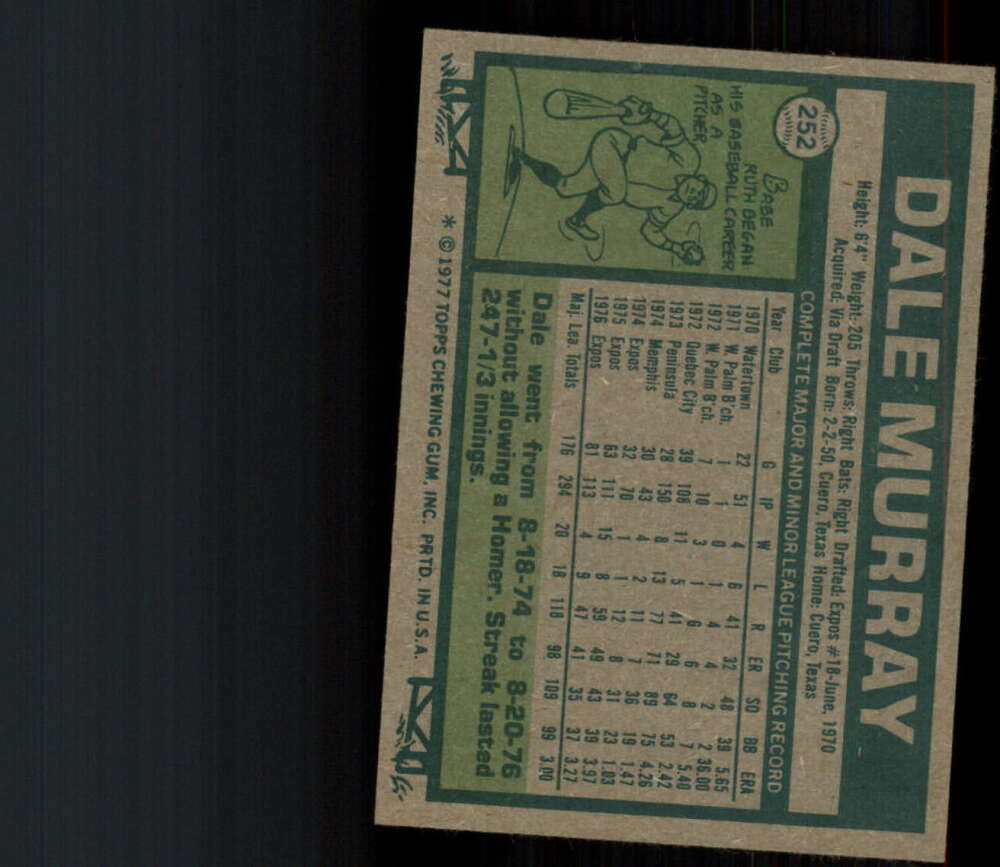 252
DALE MURRAY
Height: 6'4" Weight: 205 Throws: Right Bats: Right Drafted: Expos #18-June, 1970
Acquired: Via Draft Born: 2-2-50, Cuero, Texas Home: Cuero, Texas
BABE
RUTH BEGAN
HIS BASEBALL CAREER
AS A
PITCHER
COMPLETE MAJOR AND MINOR LEAGUE PITCHING RECORD
Year Club G IP W L R ER SO BB ERA
1970 Watertown 22 51 4 6 41 32 48 39 5.65
1971 W. Palm B'ch. 1 1 0 1 4 4 2 2 36.00
1972 W. Palm B'ch. 7 10 3 1 6 6 8 7 5.40
1972 Quebec City 39 108 11 5 41 29 64 53 2.42
1973 Peninsula 28 150 8 13 77 71 89 75 4.26
1974 Memphis 30 43 4 2 11 7 36 19 1.47
1974 Expos 32 70 1 1 12 8 31 23 1.03
1975 Expos 63 111 15 8 59 49 43 39 3.97
1976 Expos 81 113 4 9 47 41 35 37 3.27
Maj. Lea. Totals 176 294 20 18 118 98 109 99 3.00
Dale went from 8-18-74 to 8-20-76
without allowing a Homer. Streak lasted
247-1/3 innings.
* © 1977 TOPPS CHEWING GUM, INC. PRTD. IN U.S.A.